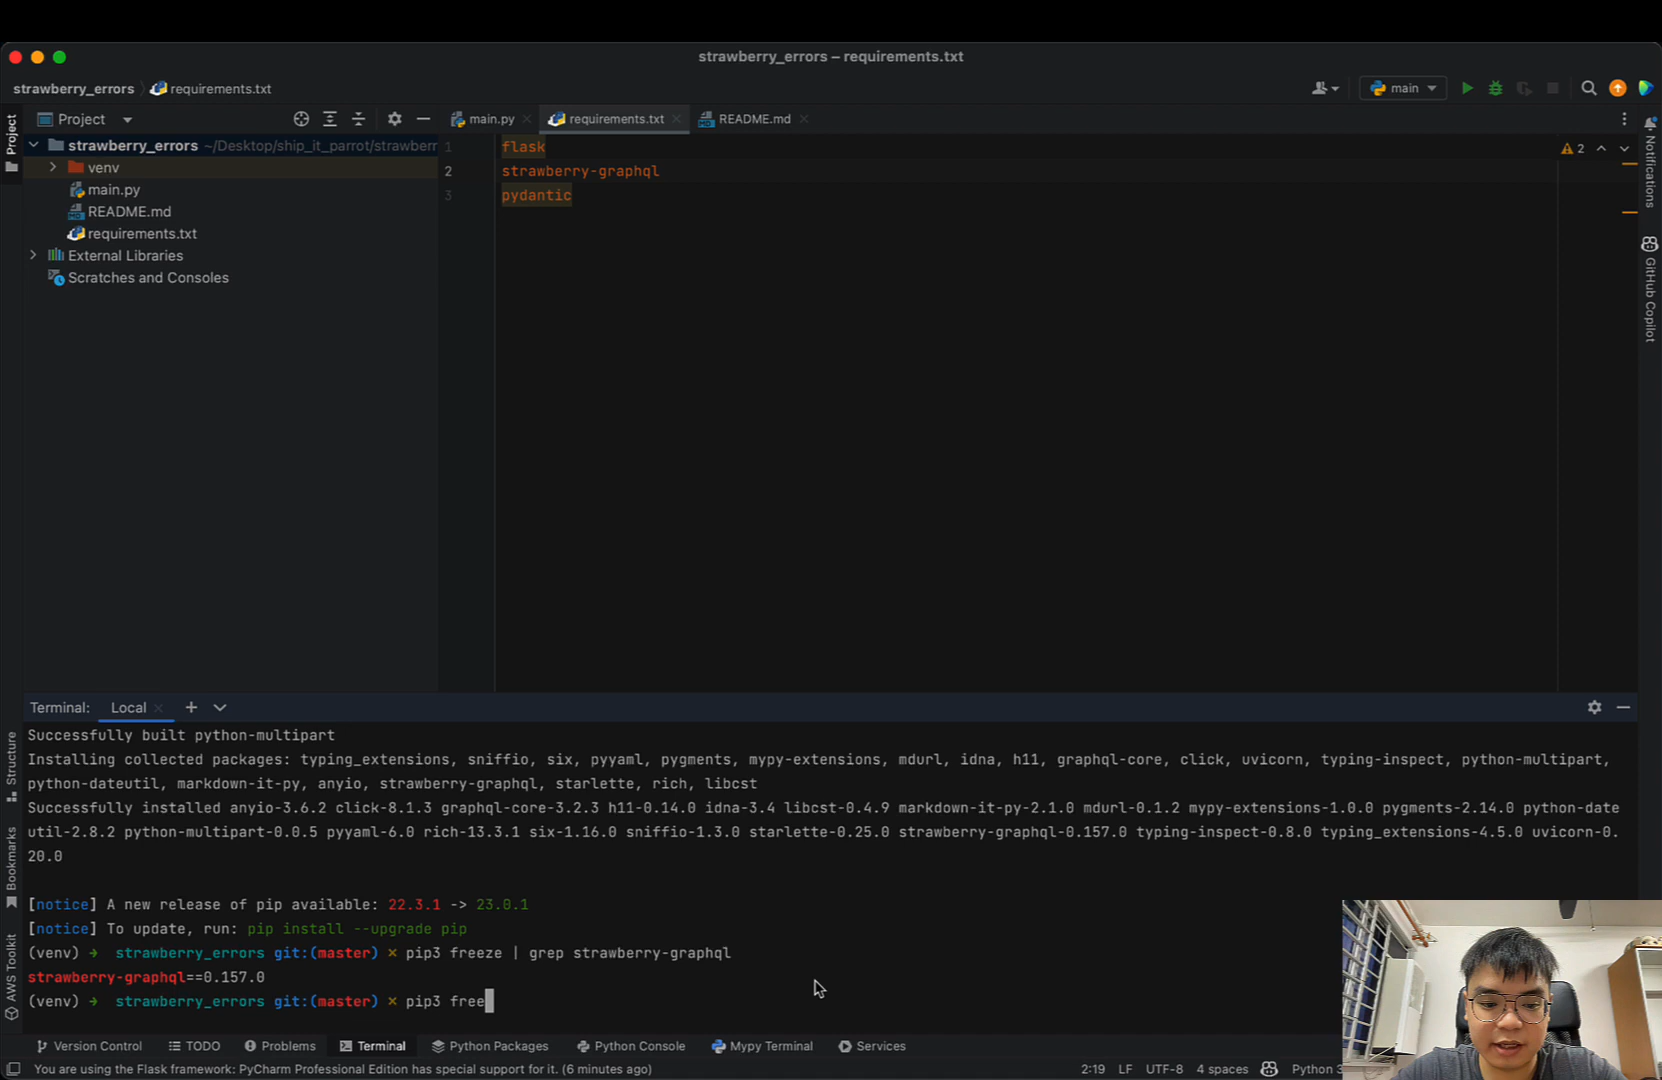 strawberry_errors – requirements.txt
strawberry_errors requirements.txt
main
Project
main.py
requirements.txt
README.md
strawberry_errors ~/Desktop/ship_it_parrot/strawberr
venv
main.py
README.md
requirements.txt
External Libraries
Scratches and Consoles
1 flask
2 strawberry-graphql
3 pydantic
2
Project
Structure
Bookmarks
AWS Toolkit
Notifications
GitHub Copilot
Terminal: Local
Successfully built python-multipart
Installing collected packages: typing_extensions, sniffio, six, pyyaml, pygments, mypy-extensions, mdurl, idna, h11, graphql-core, click, uvicorn, typing-inspect, python-multipart,
python-dateutil, markdown-it-py, anyio, strawberry-graphql, starlette, rich, libcst
Successfully installed anyio-3.6.2 click-8.1.3 graphql-core-3.2.3 h11-0.14.0 idna-3.4 libcst-0.4.9 markdown-it-py-2.1.0 mdurl-0.1.2 mypy-extensions-1.0.0 pygments-2.14.0 python-date
util-2.8.2 python-multipart-0.0.5 pyyaml-6.0 rich-13.3.1 six-1.16.0 sniffio-1.3.0 starlette-0.25.0 strawberry-graphql-0.157.0 typing-inspect-0.8.0 typing_extensions-4.5.0 uvicorn-0.
20.0
[notice] A new release of pip available: 22.3.1 -> 23.0.1
[notice] To update, run: pip install --upgrade pip
(venv) → strawberry_errors git:(master) × pip3 freeze | grep strawberry-graphql
strawberry-graphql==0.157.0
(venv) → strawberry_errors git:(master) × pip3 free
Version Control TODO Problems Terminal Python Packages Python Console Mypy Terminal Services
You are using the Flask framework: PyCharm Professional Edition has special support for it. (6 minutes ago) 2:19 LF UTF-8 4 spaces Python 3